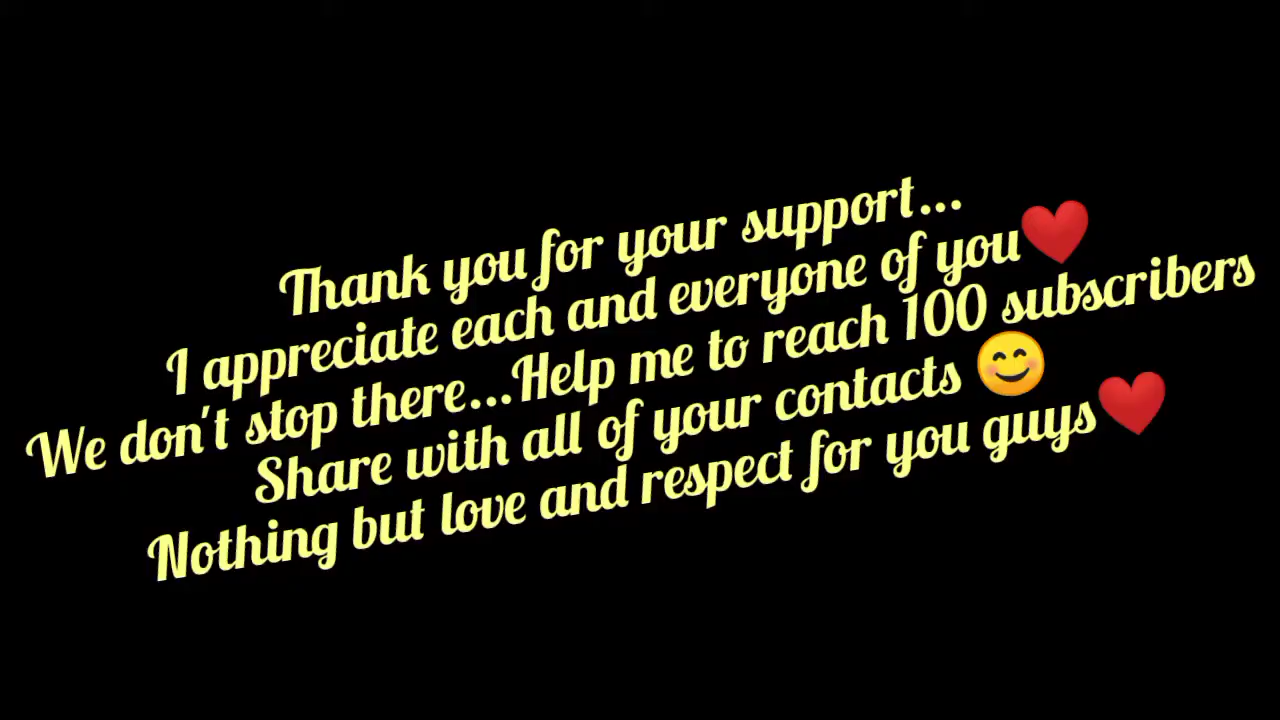 Thank you for your support...
I appreciate each and everyone of you❤️
We don't stop there...Help me to reach 100 subscribers
Share with all of your contacts 😊
Nothing but love and respect for you guys❤️